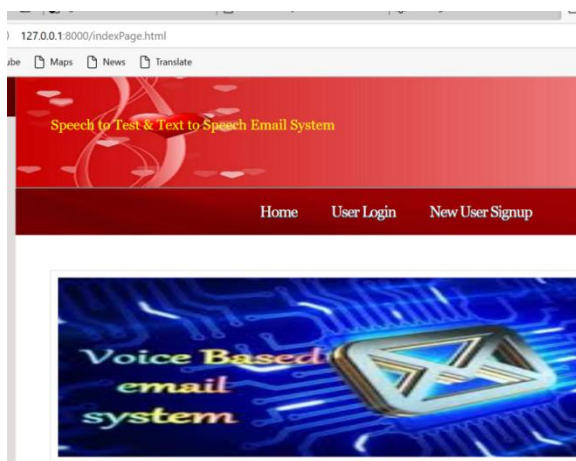 127.0.0.1:8000/indexPage.html
Maps News Translate
Speech to Test & Text to Speech Email System
Home User Login New User Signup
Voice Based
email
system